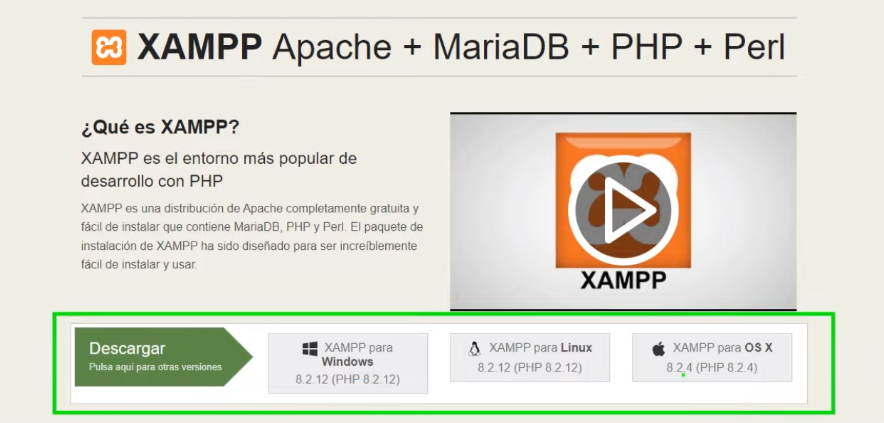 XAMPP Apache + MariaDB + PHP + Perl
¿Qué es XAMPP?
XAMPP es el entorno más popular de
desarrollo con PHP
XAMPP es una distribución de Apache completamente gratuita y
fácil de instalar que contiene MariaDB, PHP y Perl. El paquete de
instalación de XAMPP ha sido diseñado para ser increíblemente
fácil de instalar y usar.
XAMPP
Descargar
Pulsa aquí para otras versiones
XAMPP para
Windows
8.2.12 (PHP 8.2.12)
XAMPP para Linux
8.2.12 (PHP 8.2.12)
XAMPP para OS X
8.2.4 (PHP 8.2.4)